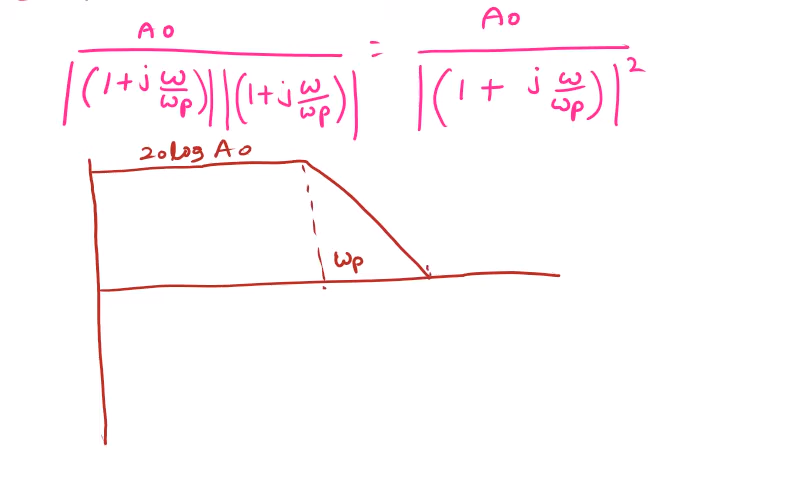 A0 / |(1+j ω/ωp)||(1+j ω/ωp)| = A0 / |(1 + j ω/ωp)|²
20log A0
ωp